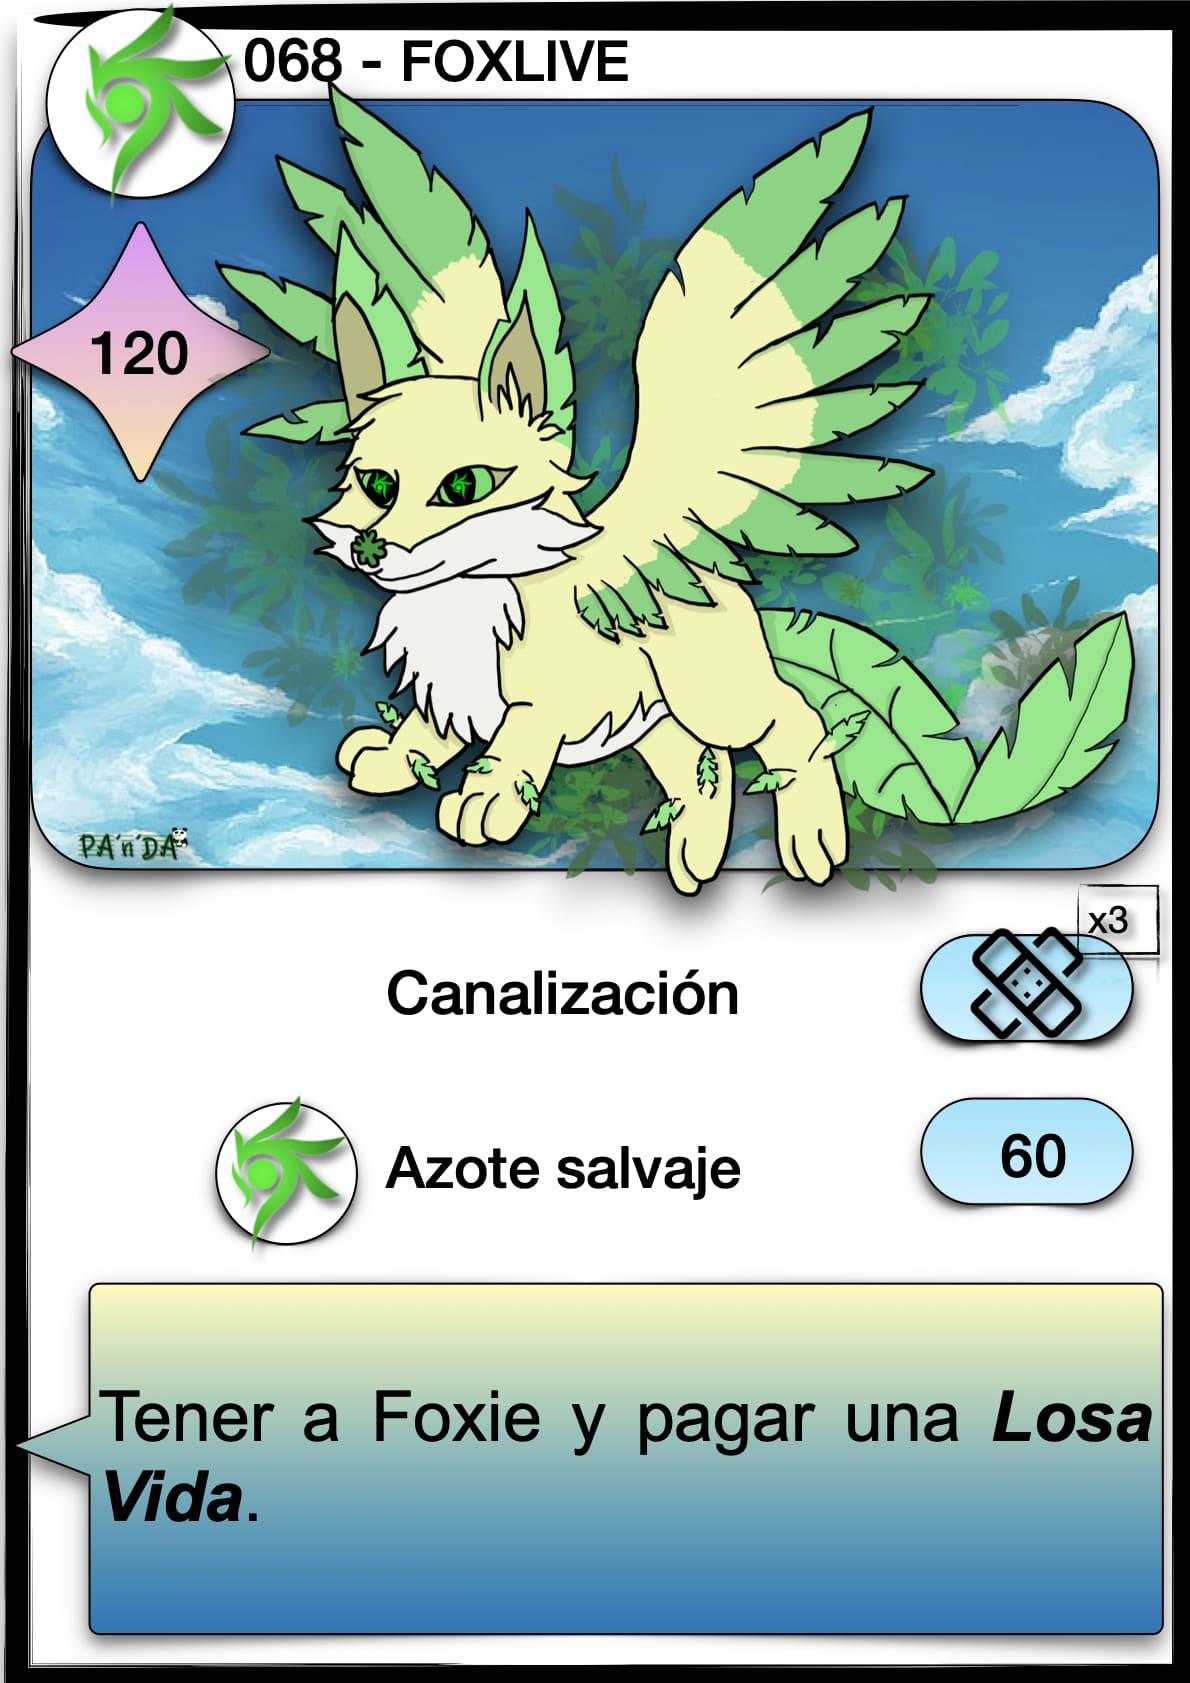 068 - FOXLIVE
120
PA'n'DA
x3
Canalización
Azote salvaje
60
Tener a Foxie y pagar una Losa
Vida.